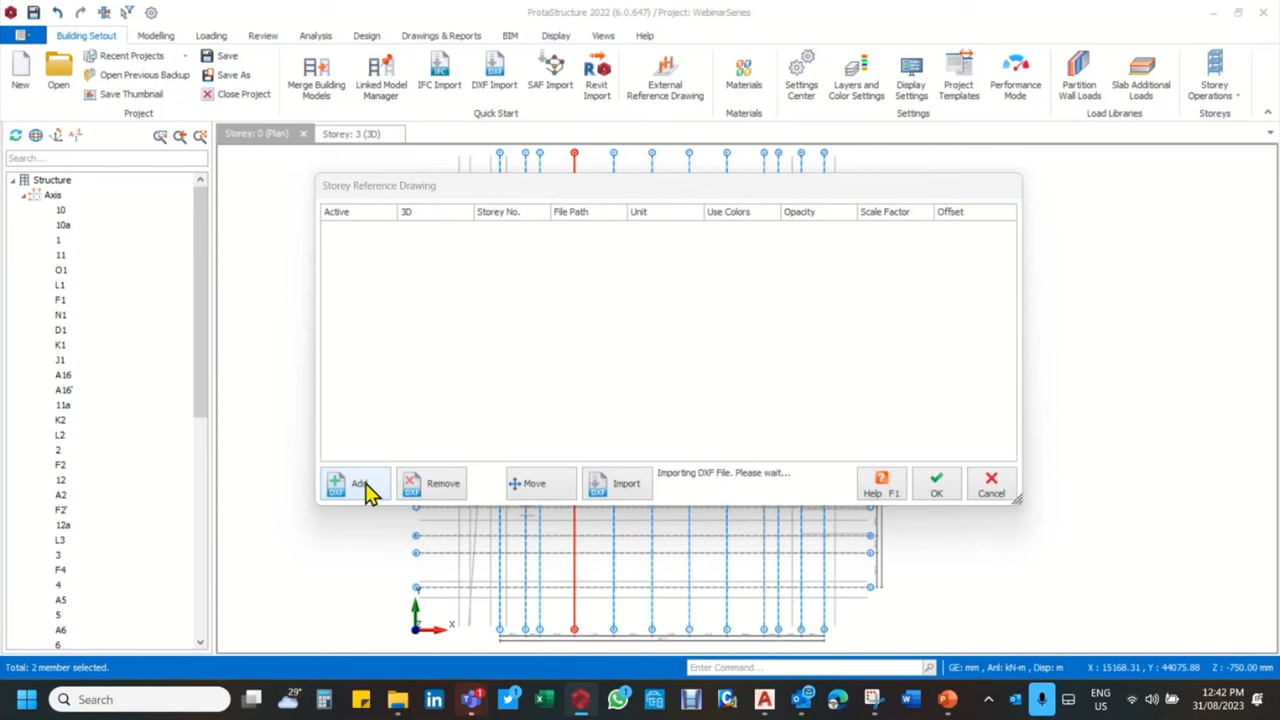 ProtaStructure 2022 (6.0.647) / Project: WebinarSeries
Building Setout Modelling Loading Review Analysis Design Drawings & Reports BIM Display Views Help
New
Open
Recent Projects
Open Previous Backup
Save Thumbnail
Save
Save As
Close Project
Project
Merge Building
Models
Linked Model
Manager
IFC
IFC Import
DXF
DXF Import
SAF Import
Revit
Import
External
Reference Drawing
Quick Start
Materials
Materials
Settings
Center
Layers and
Color Settings
Display
Settings
Project
Templates
Performance
Mode
Settings
Partition
Wall Loads
Slab Additional
Loads
Load Libraries
Storey
Operations
Storeys
Search...
Structure
Axis
10
10a
1
11
O1
L1
F1
N1
D1
K1
J1
A16
A16'
11a
K2
L2
2
F2
12
A2
F2'
12a
L3
3
F4
4
A5
5
A6
6
Storey: 0 (Plan)
Storey: 3 (3D)
Storey Reference Drawing
Active 3D Storey No. File Path Unit Use Colors Opacity Scale Factor Offset
DXF Add
DXF Remove
Move
DXF Import
Importing DXF File. Please wait...
Help F1
OK
Cancel
Y
Z
X
Total: 2 member selected.
Enter Command...
GE: mm , Anl: kN-m , Disp: m
X : 15168.31 , Y : 44075.88
Z : -750.00 mm
Search
29°
ENG
US
12:42 PM
31/08/2023